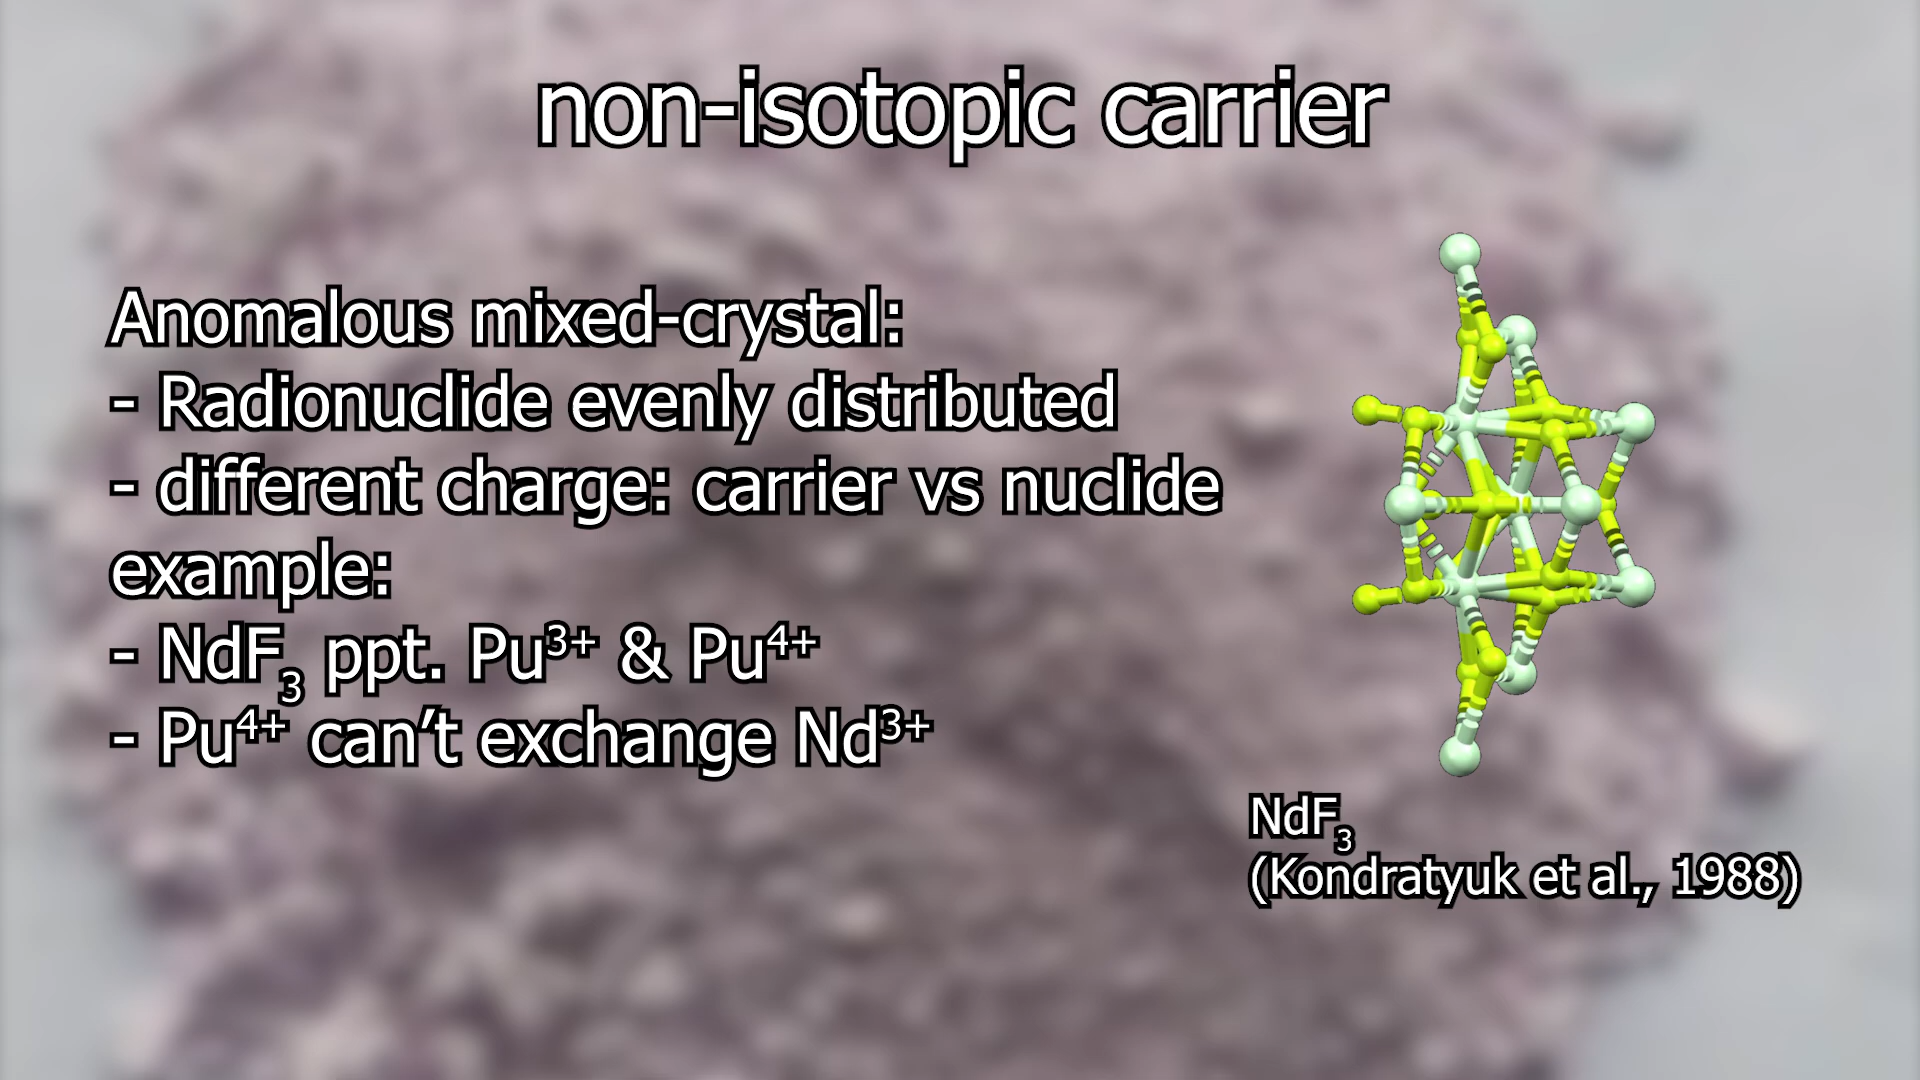 non-isotopic carrier
Anomalous mixed-crystal:
- Radionuclide evenly distributed
- different charge: carrier vs nuclide
example:
- NdF₃ ppt. Pu³⁺ & Pu⁴⁺
- Pu⁴⁺ can’t exchange Nd³⁺
NdF₃
(Kondratyuk et al., 1988)